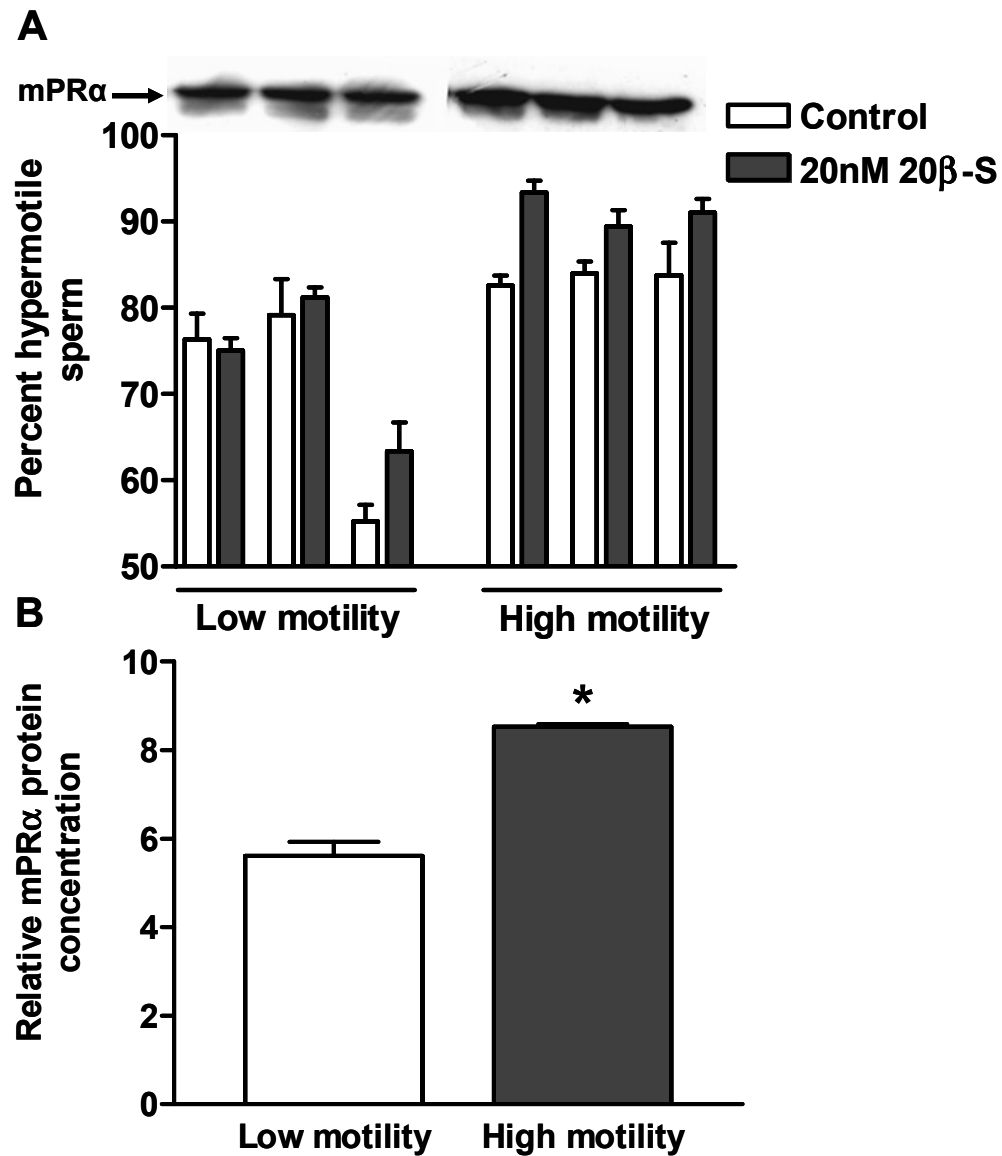 A
mPRα
Control
20nM 20β-S
Percent hypermotile
sperm
100
90
80
70
60
50
Low motility
High motility
B
Relative mPRα protein
concentration
10
8
6
4
2
0
*
Low motility
High motility